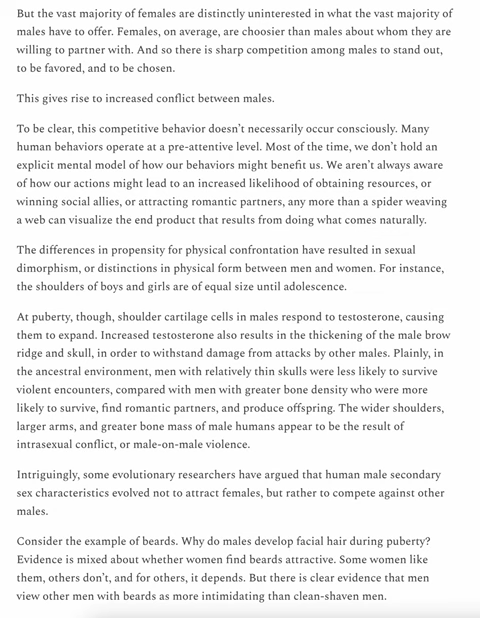 But the vast majority of females are distinctly uninterested in what the vast majority of
males have to offer. Females, on average, are choosier than males about whom they are
willing to partner with. And so there is sharp competition among males to stand out,
to be favored, and to be chosen.
This gives rise to increased conflict between males.
To be clear, this competitive behavior doesn't necessarily occur consciously. Many
human behaviors operate at a pre-attentive level. Most of the time, we don't hold an
explicit mental model of how our behaviors might benefit us. We aren't always aware
of how our actions might lead to an increased likelihood of obtaining resources, or
winning social allies, or attracting romantic partners, any more than a spider weaving
a web can visualize the end product that results from doing what comes naturally.
The differences in propensity for physical confrontation have resulted in sexual
dimorphism, or distinctions in physical form between men and women. For instance,
the shoulders of boys and girls are of equal size until adolescence.
At puberty, though, shoulder cartilage cells in males respond to testosterone, causing
them to expand. Increased testosterone also results in the thickening of the male brow
ridge and skull, in order to withstand damage from attacks by other males. Plainly, in
the ancestral environment, men with relatively thin skulls were less likely to survive
violent encounters, compared with men with greater bone density who were more
likely to survive, find romantic partners, and produce offspring. The wider shoulders,
larger arms, and greater bone mass of male humans appear to be the result of
intrasexual conflict, or male-on-male violence.
Intriguingly, some evolutionary researchers have argued that human male secondary
sex characteristics evolved not to attract females, but rather to compete against other
males.
Consider the example of beards. Why do males develop facial hair during puberty?
Evidence is mixed about whether women find beards attractive. Some women like
them, others don't, and for others, it depends. But there is clear evidence that men
view other men with beards as more intimidating than clean-shaven men.